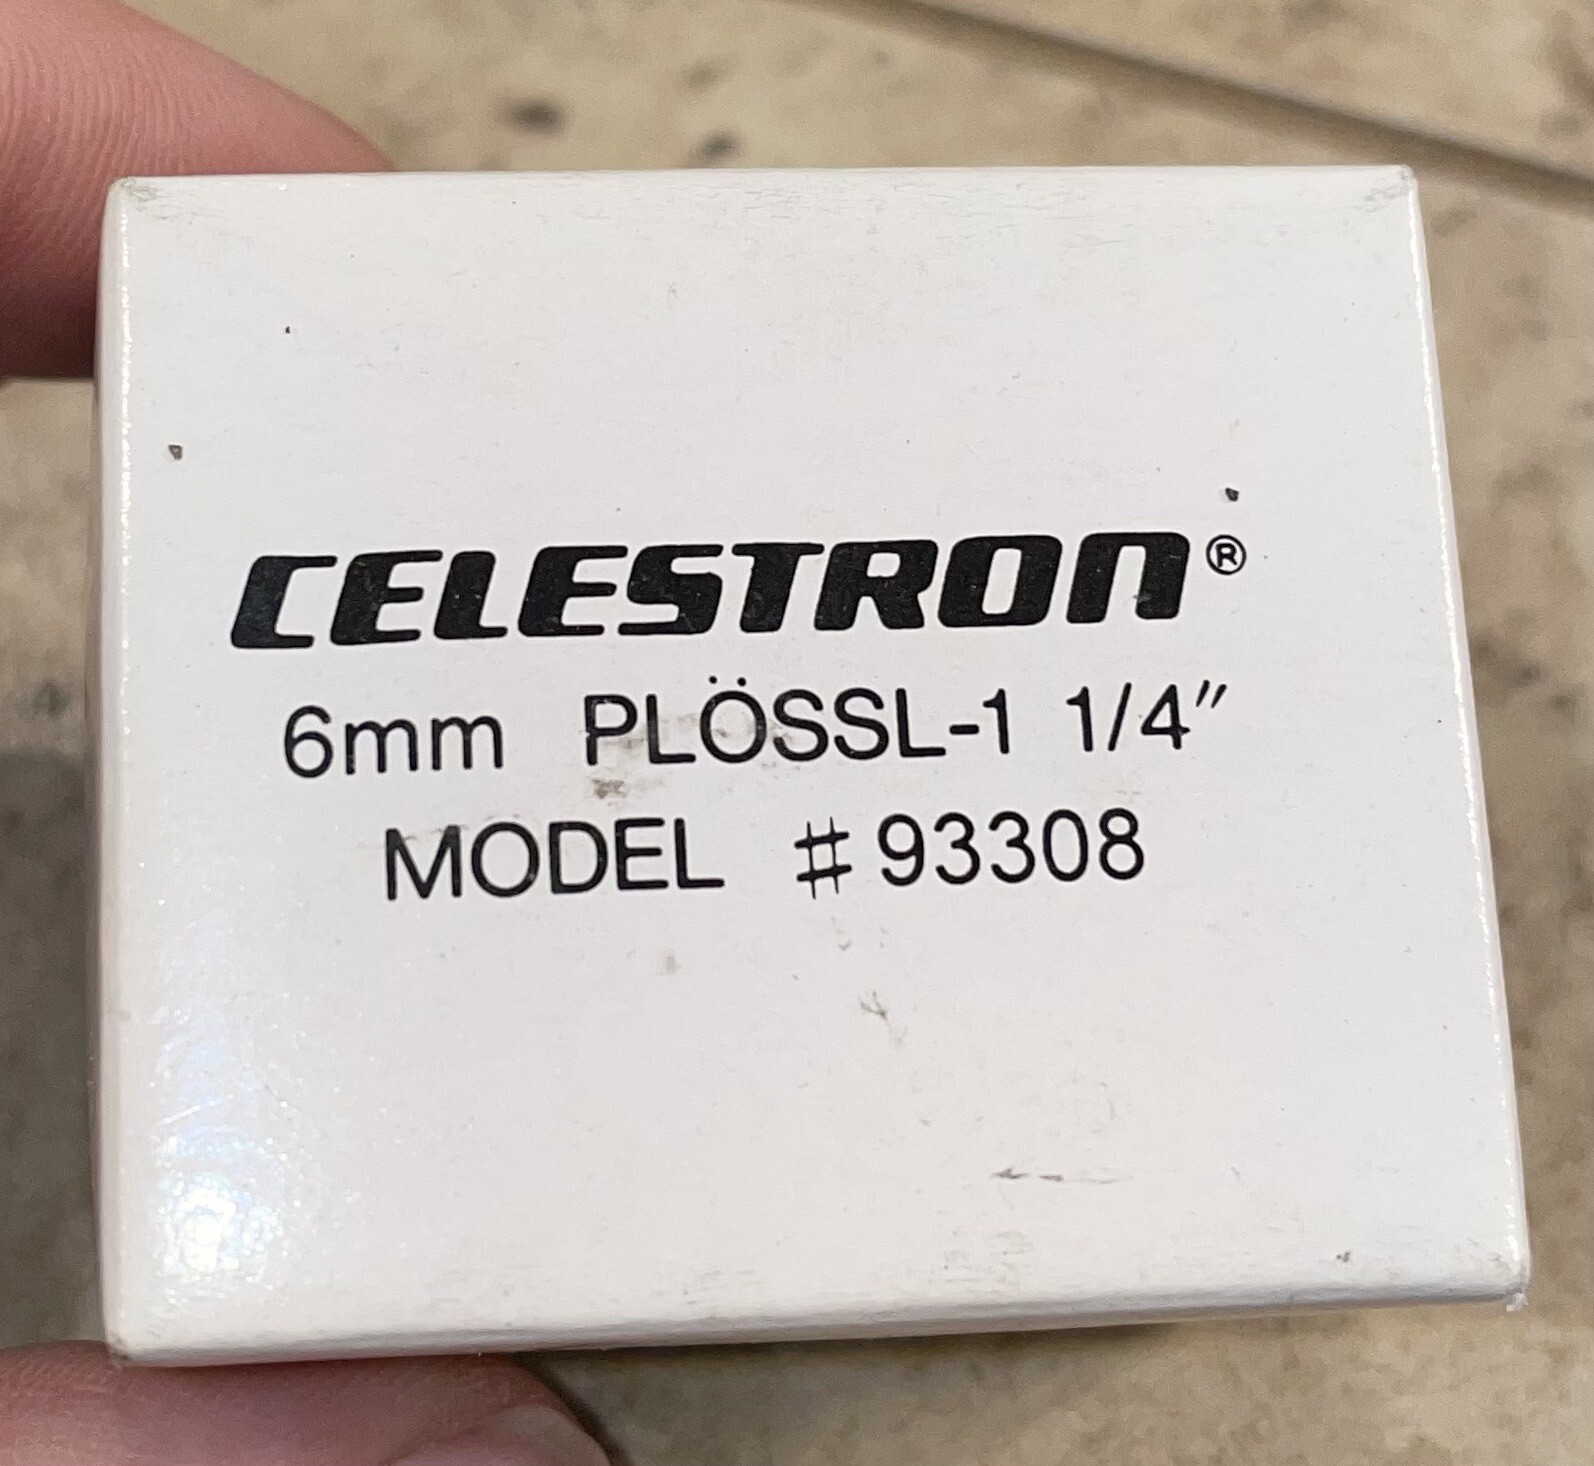 CELESTRON®
6mm PLÖSSL-1 1/4"
MODEL #93308